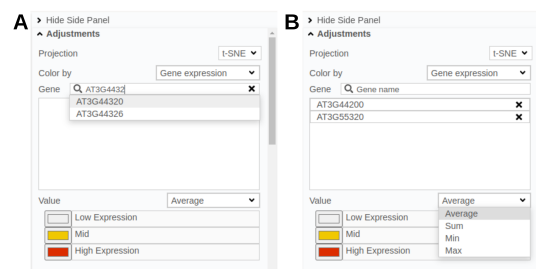 A
Hide Side Panel
Adjustments
Projection t-SNE
Color by Gene expression
Gene AT3G4432
AT3G44320
AT3G44326
Value Average
Low Expression
Mid
High Expression
B
Hide Side Panel
Adjustments
Projection t-SNE
Color by Gene expression
Gene Gene name
AT3G44200
AT3G55320
Value Average
Average
Sum
Min
Max
Low Expression
Mid
High Expression